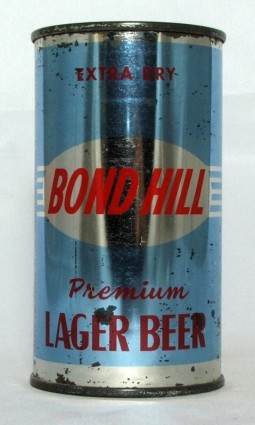 EXTRA DRY
BOND HILL
Premium
LAGER BEER